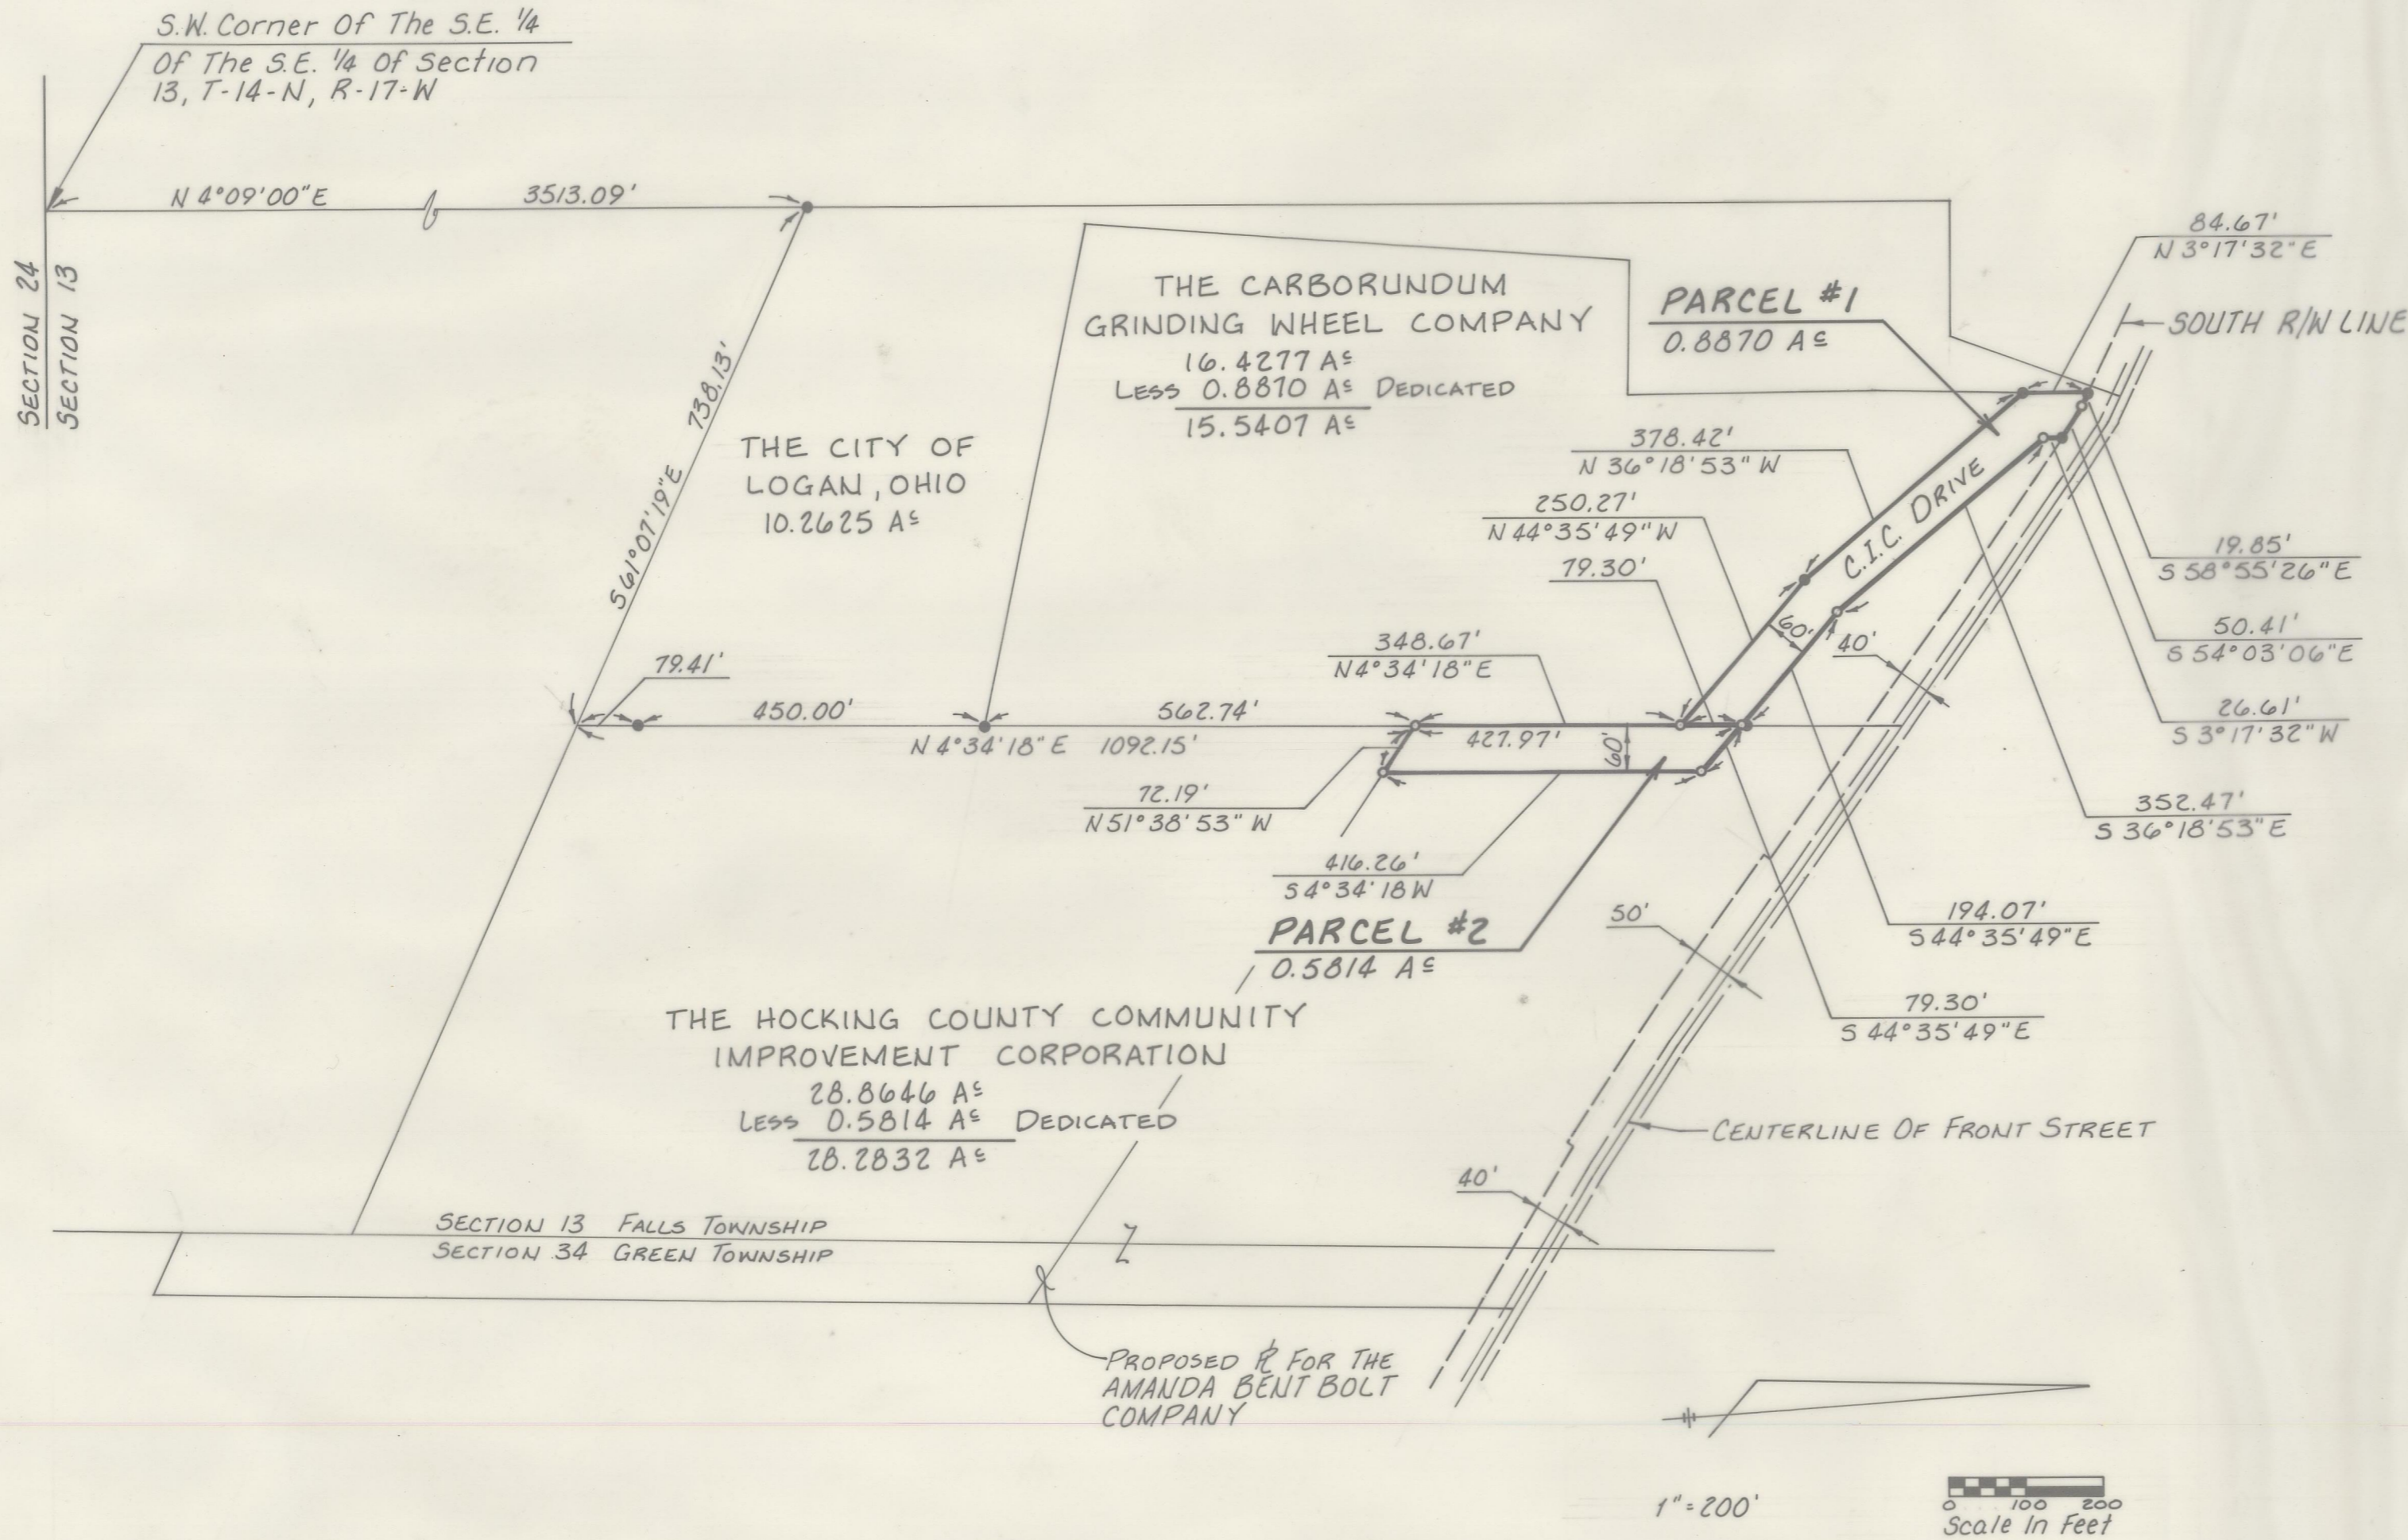 S.W. Corner Of The S.E. ¼
Of The S.E. ¼ Of Section
13, T-14-N, R-17-W
N 4°09'00"E
3513.09'
SECTION 24
SECTION 13
S 61°07'19"E
738.13'
THE CITY OF
LOGAN, OHIO
10.2625 Ac
THE CARBORUNDUM
GRINDING WHEEL COMPANY
16.4277 Ac
LESS 0.8870 Ac DEDICATED
15.5407 Ac
PARCEL #1
0.8870 Ac
84.67'
N 3°17'32"E
SOUTH R/W LINE
378.42'
N 36°18'53"W
250.27'
N 44°35'49"W
79.30'
C.I.C. DRIVE
60'
40'
19.85'
S 58°55'26"E
50.41'
S 54°03'06"E
26.61'
S 3°17'32"W
352.47'
S 36°18'53"E
348.67'
N4°34'18"E
79.41'
450.00'
562.74'
N 4°34'18"E 1092.15'
427.97'
60'
72.19'
N51°38'53"W
416.26'
S4°34'18W
PARCEL #2
0.5814 Ac
50'
194.07'
S44°35'49"E
79.30'
S 44°35'49"E
THE HOCKING COUNTY COMMUNITY
IMPROVEMENT CORPORATION
28.8646 Ac
LESS 0.5814 Ac DEDICATED
28.2832 Ac
CENTERLINE OF FRONT STREET
40'
SECTION 13 FALLS TOWNSHIP
SECTION 34 GREEN TOWNSHIP
PROPOSED ⅊ FOR THE
AMANDA BENT BOLT
COMPANY
1"=200'
0 100 200
Scale In Feet